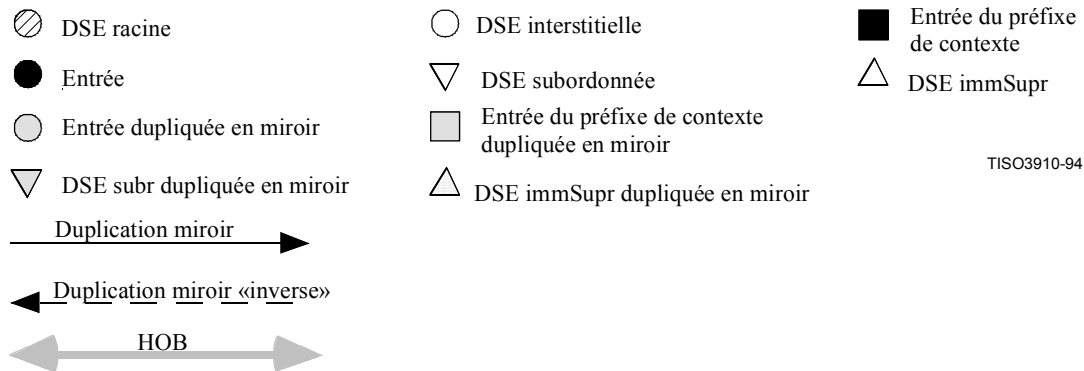 DSE racine
Entrée
Entrée dupliquée en miroir
DSE subr dupliquée en miroir
Duplication miroir
Duplication miroir «inverse»
HOB
DSE interstitielle
DSE subordonnée
Entrée du préfixe de contexte
dupliquée en miroir
DSE immSupr dupliquée en miroir
Entrée du préfixe
de contexte
DSE immSupr
TISO3910-94